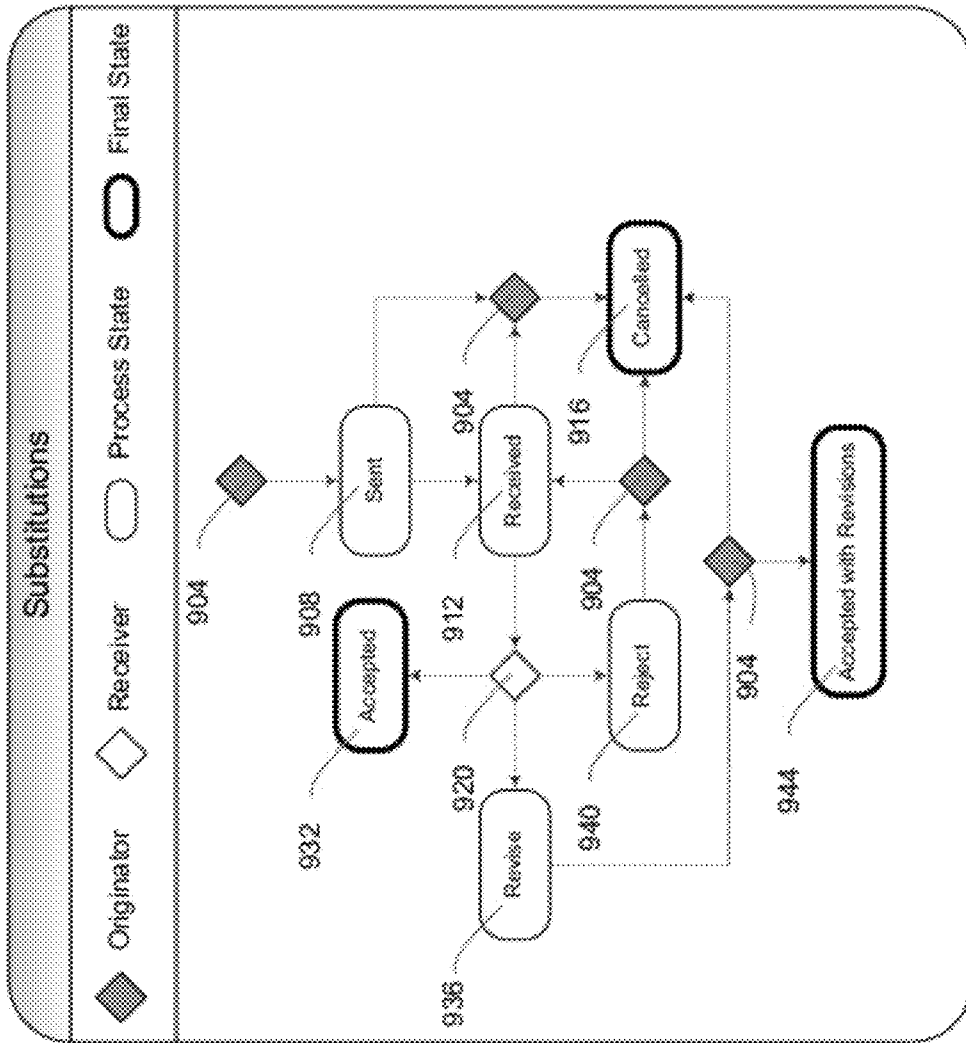 Substitutions
Originator Receiver Process State Final State
904
932 908
Accepted Sent
936 920 912 904
Revise Received
940 904 916
Reject Cancelled
904
944
Accepted with Revisions